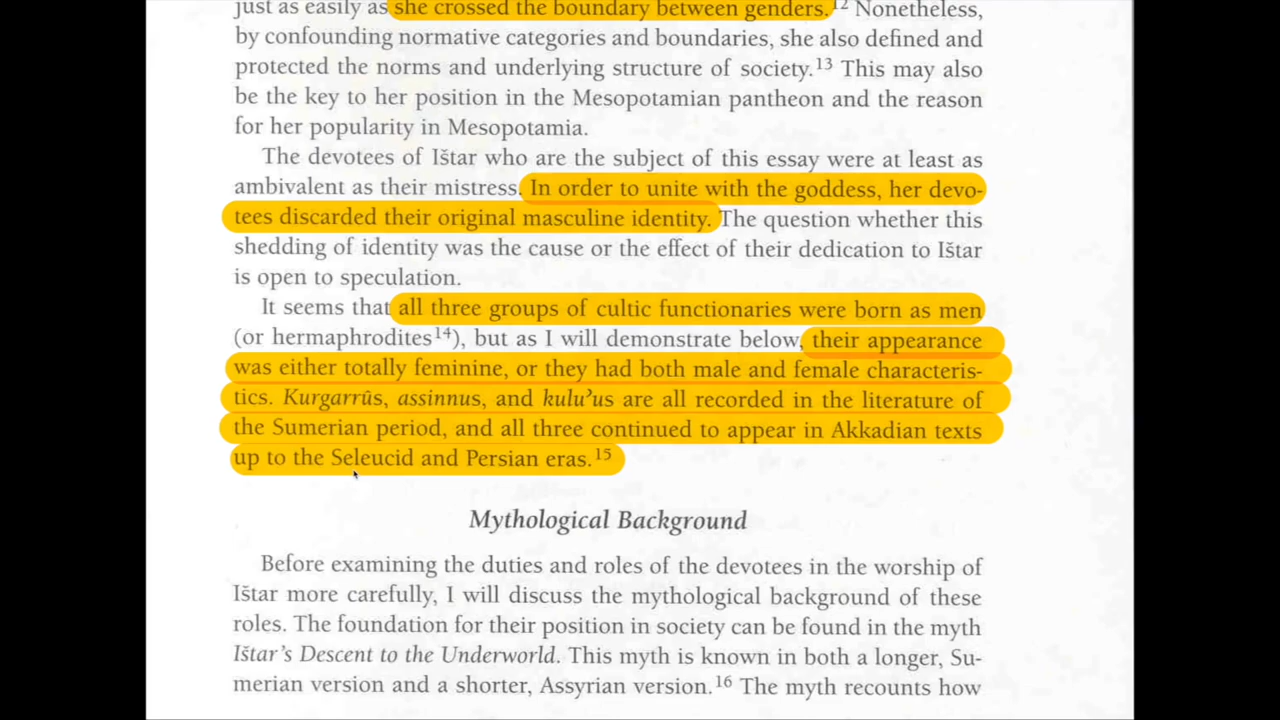 just as easily as she crossed the boundary between genders.12 Nonetheless,
by confounding normative categories and boundaries, she also defined and
protected the norms and underlying structure of society.13 This may also
be the key to her position in the Mesopotamian pantheon and the reason
for her popularity in Mesopotamia.
The devotees of Ištar who are the subject of this essay were at least as
ambivalent as their mistress. In order to unite with the goddess, her devo-
tees discarded their original masculine identity. The question whether this
shedding of identity was the cause or the effect of their dedication to Ištar
is open to speculation.
It seems that all three groups of cultic functionaries were born as men
(or hermaphrodites14), but as I will demonstrate below, their appearance
was either totally feminine, or they had both male and female characteris-
tics. Kurgarrûs, assinnus, and kulu’us are all recorded in the literature of
the Sumerian period, and all three continued to appear in Akkadian texts
up to the Seleucid and Persian eras.15
Mythological Background
Before examining the duties and roles of the devotees in the worship of
Ištar more carefully, I will discuss the mythological background of these
roles. The foundation for their position in society can be found in the myth
Ištar’s Descent to the Underworld. This myth is known in both a longer, Su-
merian version and a shorter, Assyrian version.16 The myth recounts how